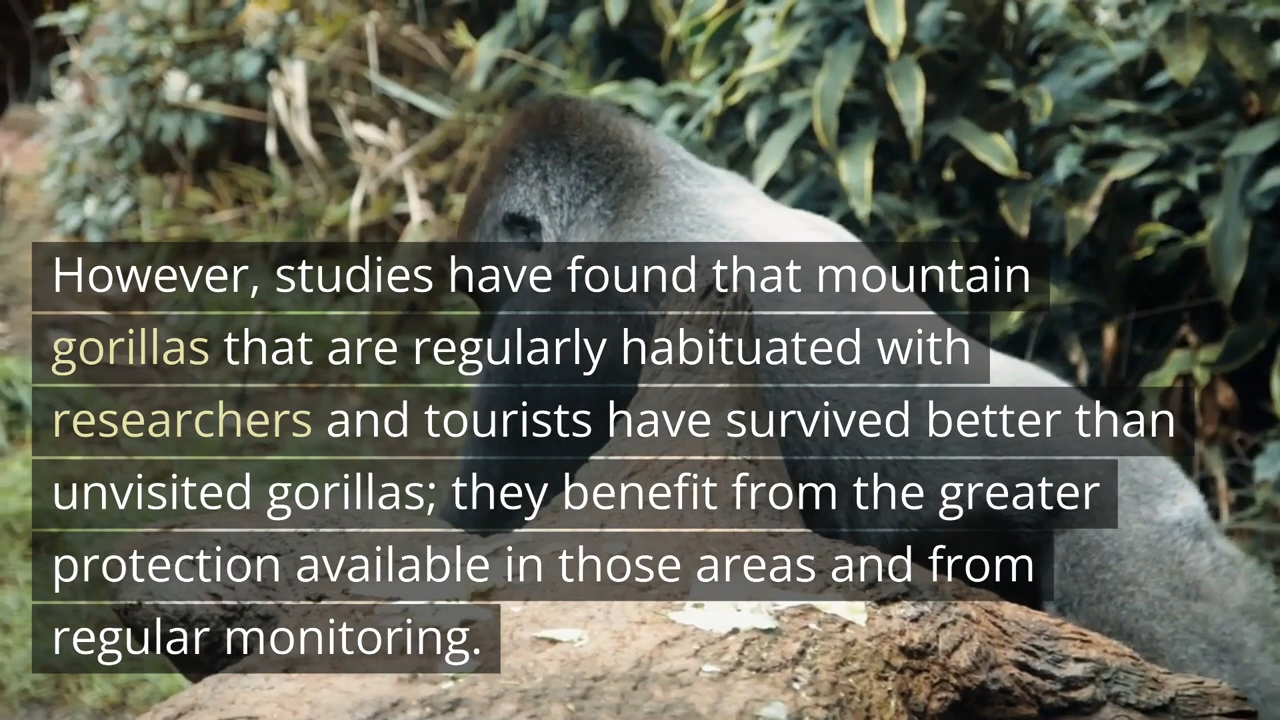 However, studies have found that mountain
gorillas that are regularly habituated with
researchers and tourists have survived better than
unvisited gorillas; they benefit from the greater
protection available in those areas and from
regular monitoring.